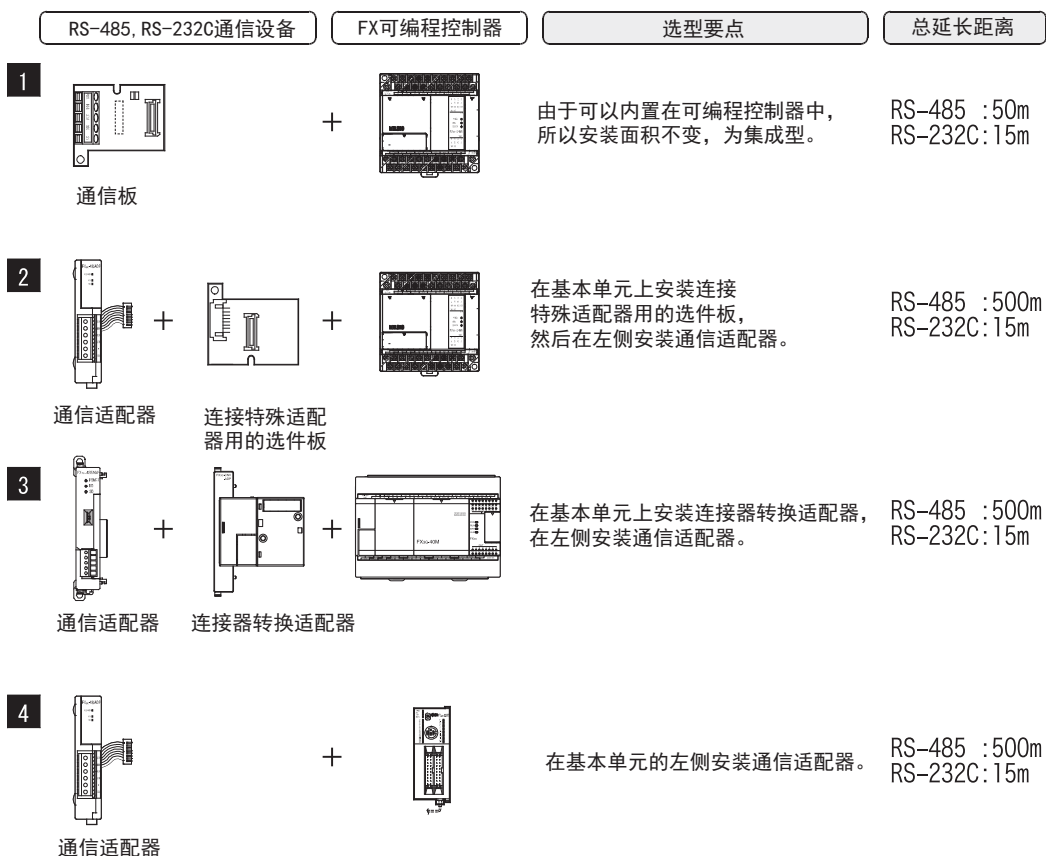 RS-485, RS-232C通信设备
FX可编程控制器
选型要点
总延长距离
1
+
由于可以内置在可编程控制器中，
所以安装面积不变，为集成型。
RS-485 :50m
RS-232C:15m
通信板
2
+
+
在基本单元上安装连接
特殊适配器用的选件板，
然后在左侧安装通信适配器。
RS-485 :500m
RS-232C:15m
通信适配器
连接特殊适配
器用的选件板
3
+
+
FX3G-40M
在基本单元上安装连接器转换适配器，
在左侧安装通信适配器。
RS-485 :500m
RS-232C:15m
通信适配器
连接器转换适配器
4
+
在基本单元的左侧安装通信适配器。
RS-485 :500m
RS-232C:15m
通信适配器